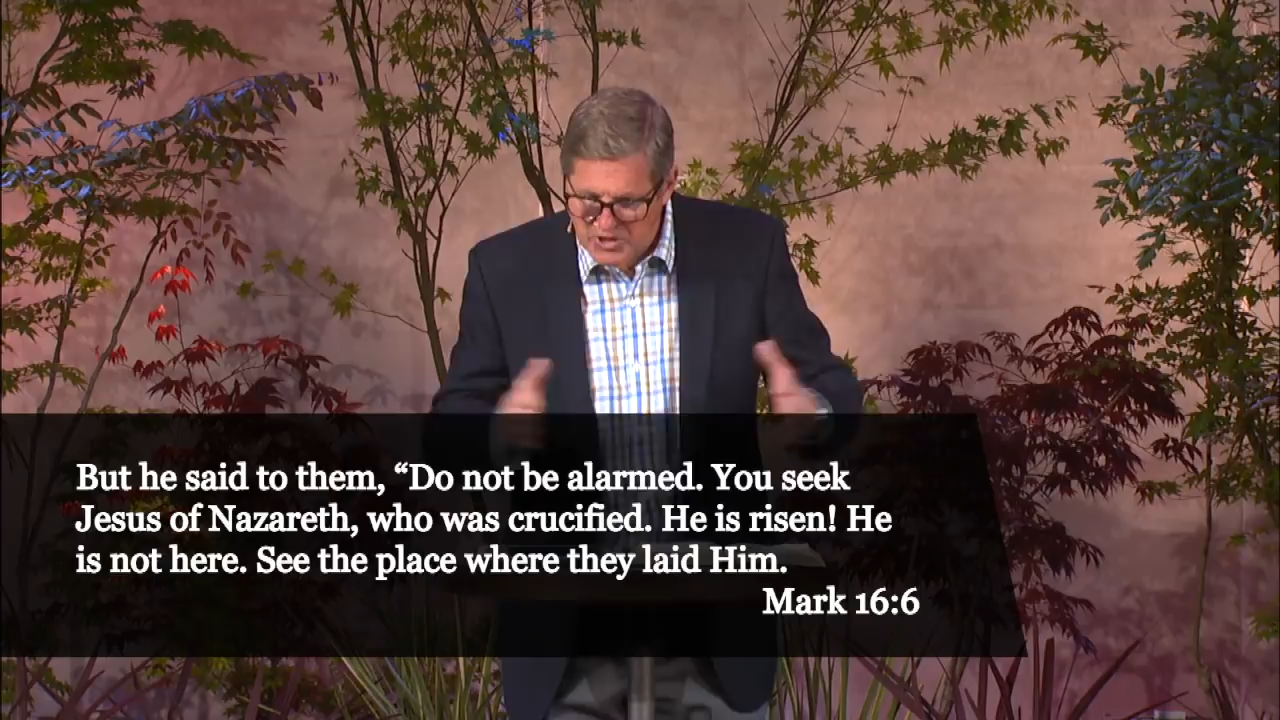 But he said to them, “Do not be alarmed. You seek
Jesus of Nazareth, who was crucified. He is risen! He
is not here. See the place where they laid Him.
Mark 16:6